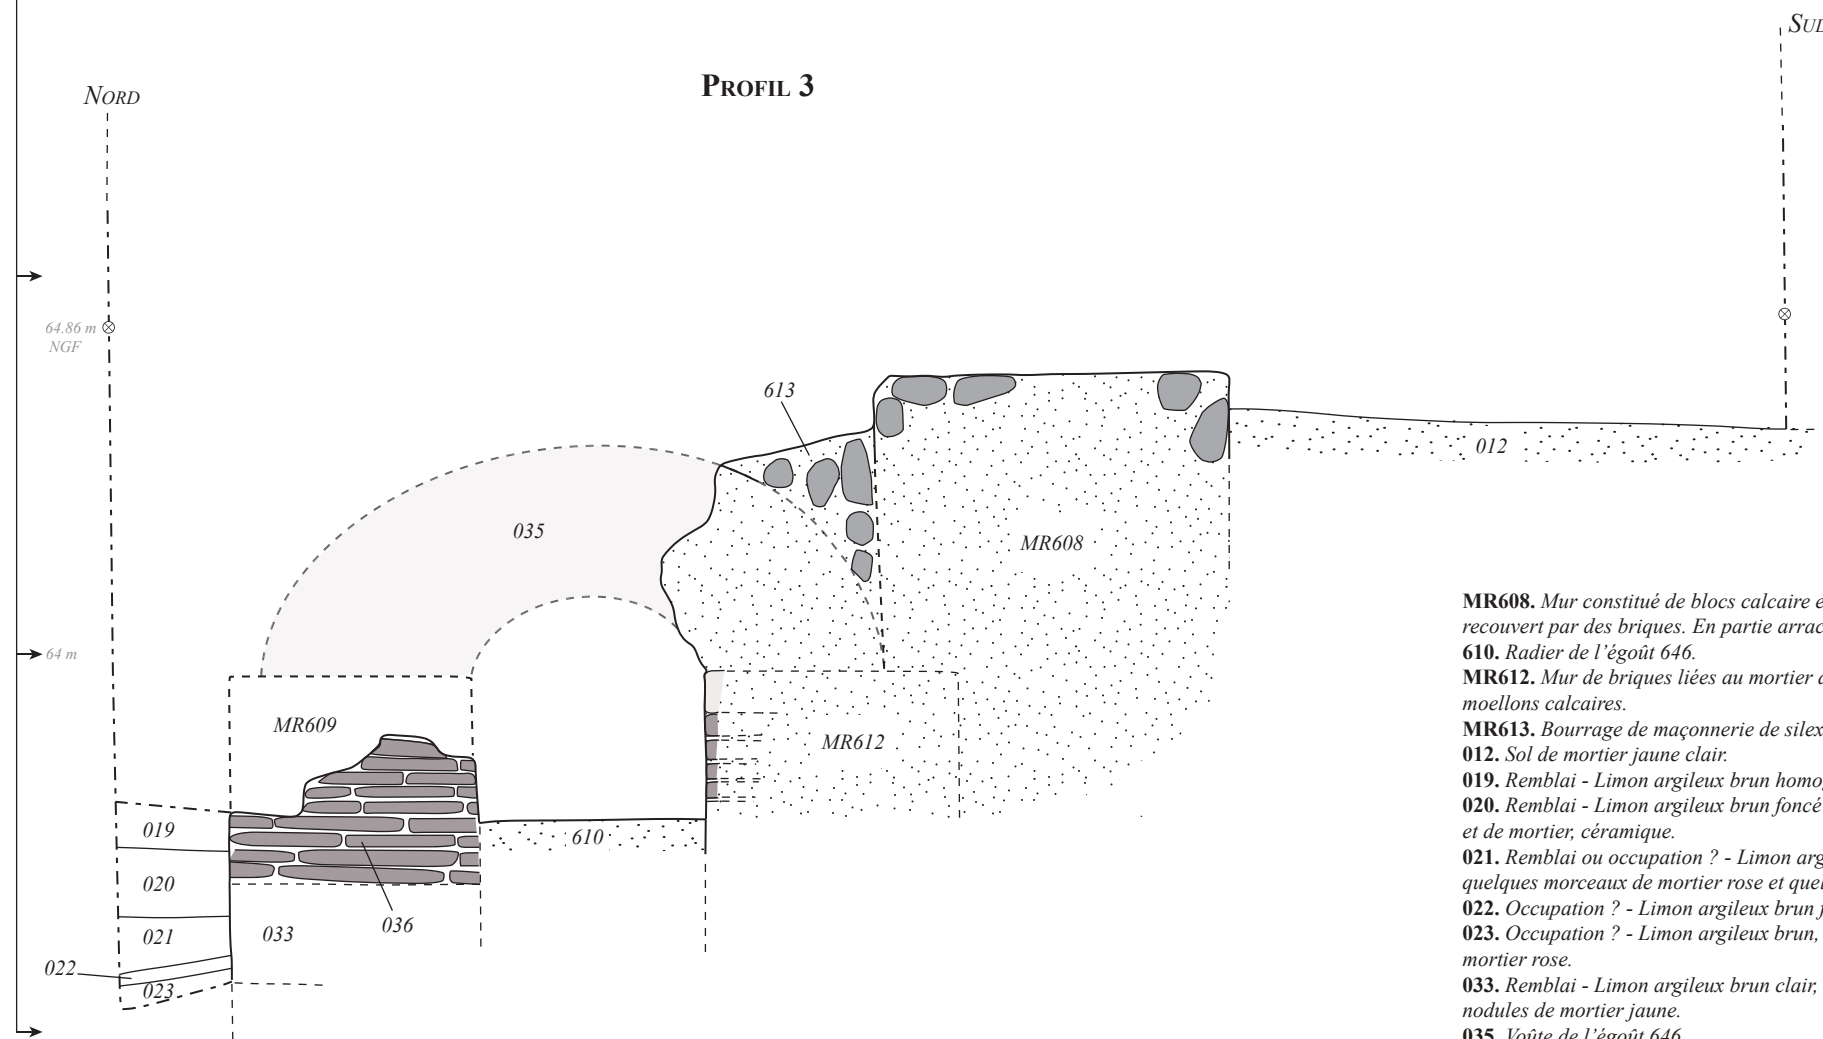 SUD
PROFIL 3
NORD
64.86 m
NGF
613
035
012
MR608
64 m
MR609
MR612
019
610
020
036
021
033
022
023
MR608. Mur constitué de blocs calcaire
recouvert par des briques. En partie
610. Radier de l’égoût 646.
MR612. Mur de briques liées au mortier
moellons calcaires.
MR613. Bourrage de maçonnerie de silex
012. Sol de mortier jaune clair.
019. Remblai - Limon argileux brun
020. Remblai - Limon argileux brun foncé
et de mortier, céramique.
021. Remblai ou occupation ? - Limon
quelques morceaux de mortier rose et
022. Occupation ? - Limon argileux brun
023. Occupation ? - Limon argileux brun,
mortier rose.
033. Remblai - Limon argileux brun clair,
nodules de mortier jaune.
035. Voûte de l’égoût 646